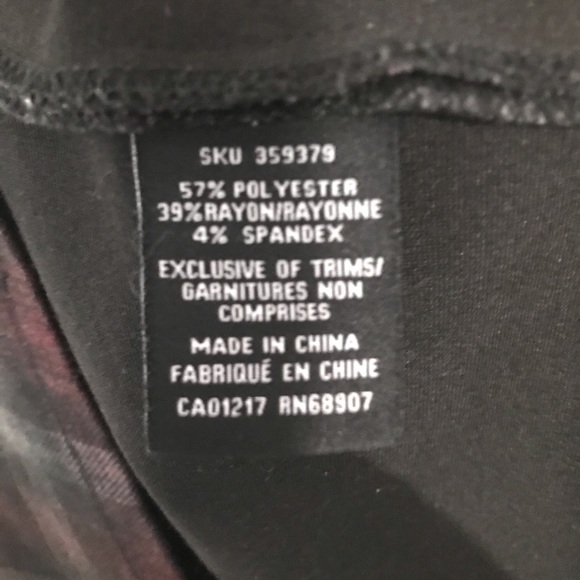 SKU 359379
57% POLYESTER
39%RAYON/RAYONNE
4% SPANDEX
EXCLUSIVE OF TRIMS/
GARNITURES NON
COMPRISES
MADE IN CHINA
FABRIQUÉ EN CHINE
CA01217 RN68907